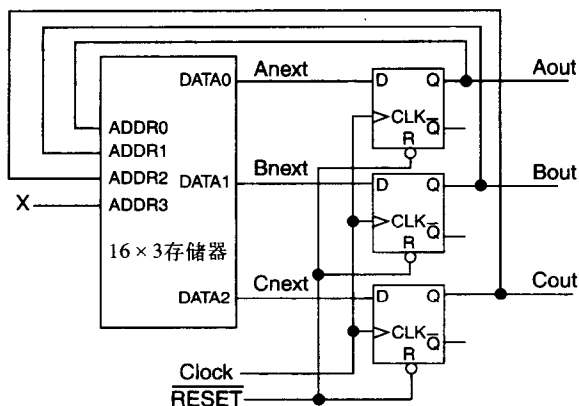 DATA0
Anext
D
Q
Aout
CLK
Q̅
R
ADDR0
ADDR1
ADDR2
ADDR3
X
DATA1
Bnext
D
Q
Bout
CLK
Q̅
R
16 × 3存储器
DATA2
Cnext
D
Q
Cout
CLK
Q̅
R
Clock
R̅E̅S̅E̅T̅